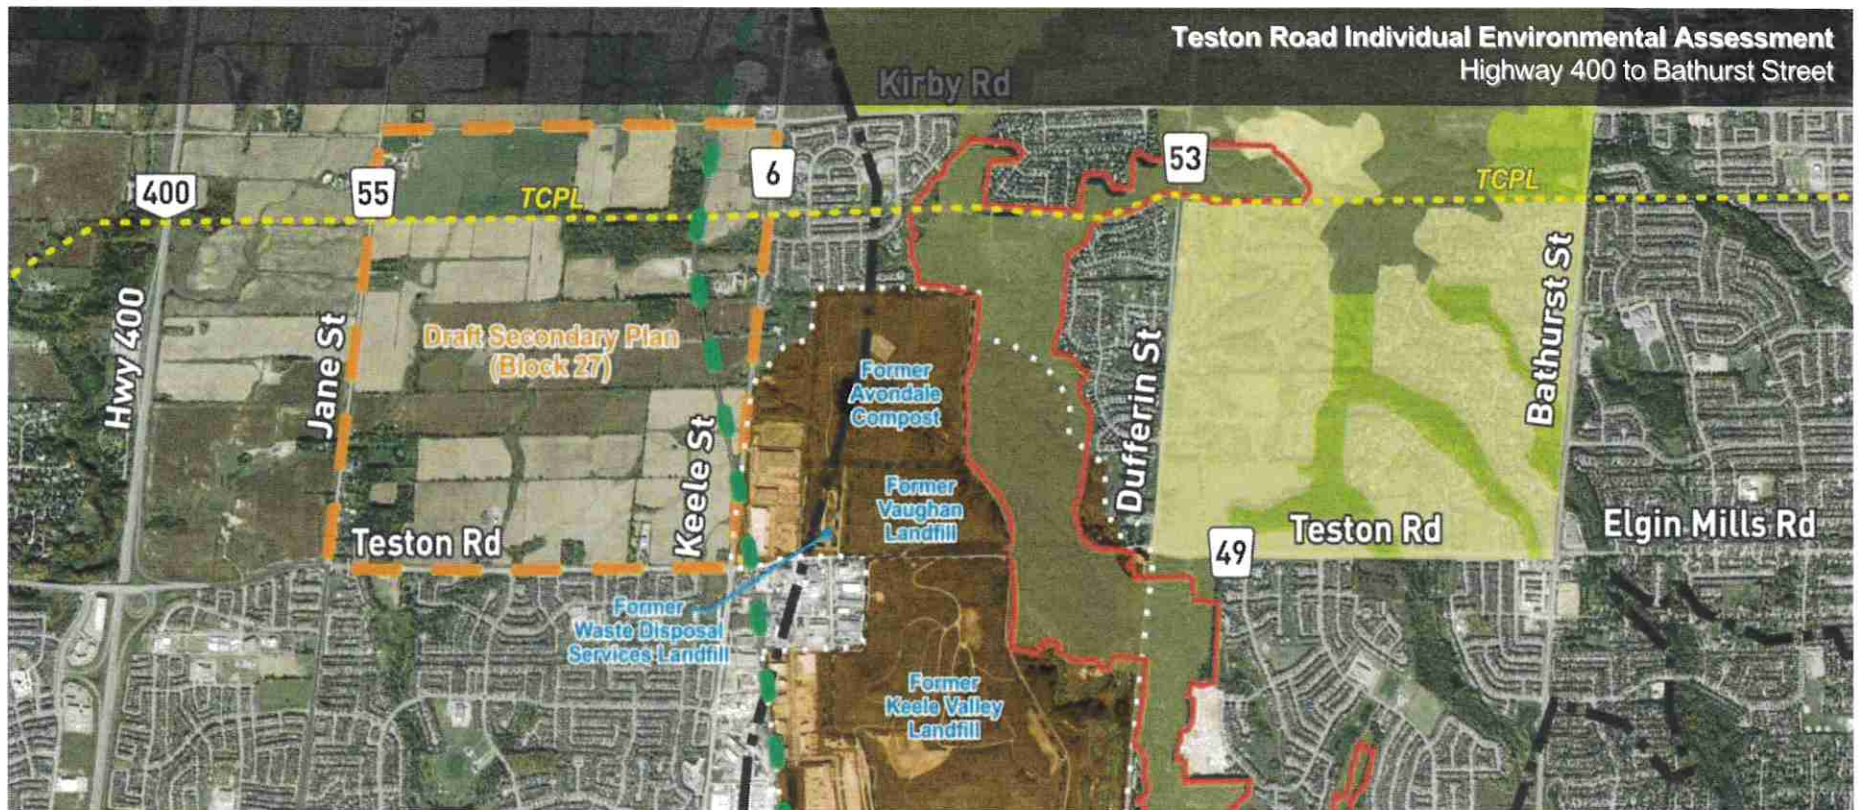 Teston Road Individual Environmental Assessment
Highway 400 to Bathurst Street
Kirby Rd
400
55
6
53
TCPL
TCPL
Hwy 400
Jane St
Draft Secondary Plan
(Block 27)
Keele St
Former
Avondale
Compost
Former
Vaughan
Landfill
Dufferin St
Bathurst St
Teston Rd
49
Teston Rd
Elgin Mills Rd
Former
Waste Disposal
Services Landfill
Former
Keele Valley
Landfill